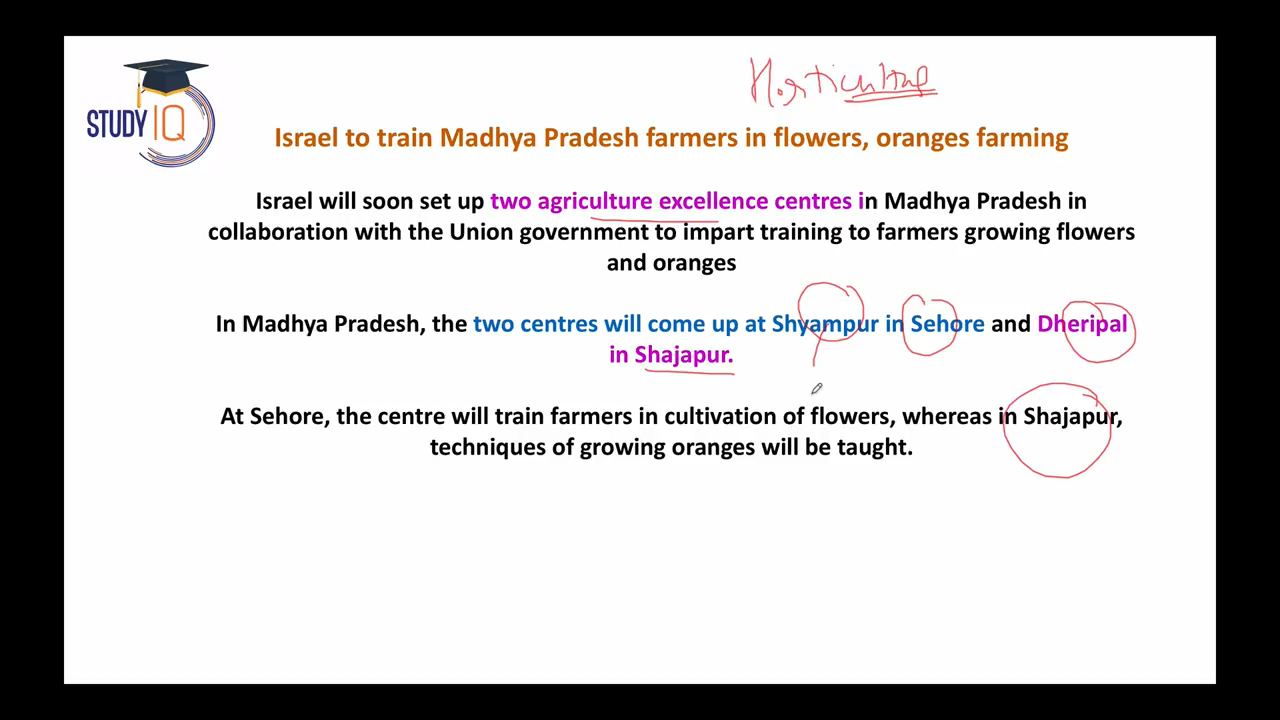 Horticulture
STUDY IQ
Israel to train Madhya Pradesh farmers in flowers, oranges farming
Israel will soon set up two agriculture excellence centres in Madhya Pradesh in
collaboration with the Union government to impart training to farmers growing flowers
and oranges
In Madhya Pradesh, the two centres will come up at Shyampur in Sehore and Dheripal
in Shajapur.
At Sehore, the centre will train farmers in cultivation of flowers, whereas in Shajapur,
techniques of growing oranges will be taught.